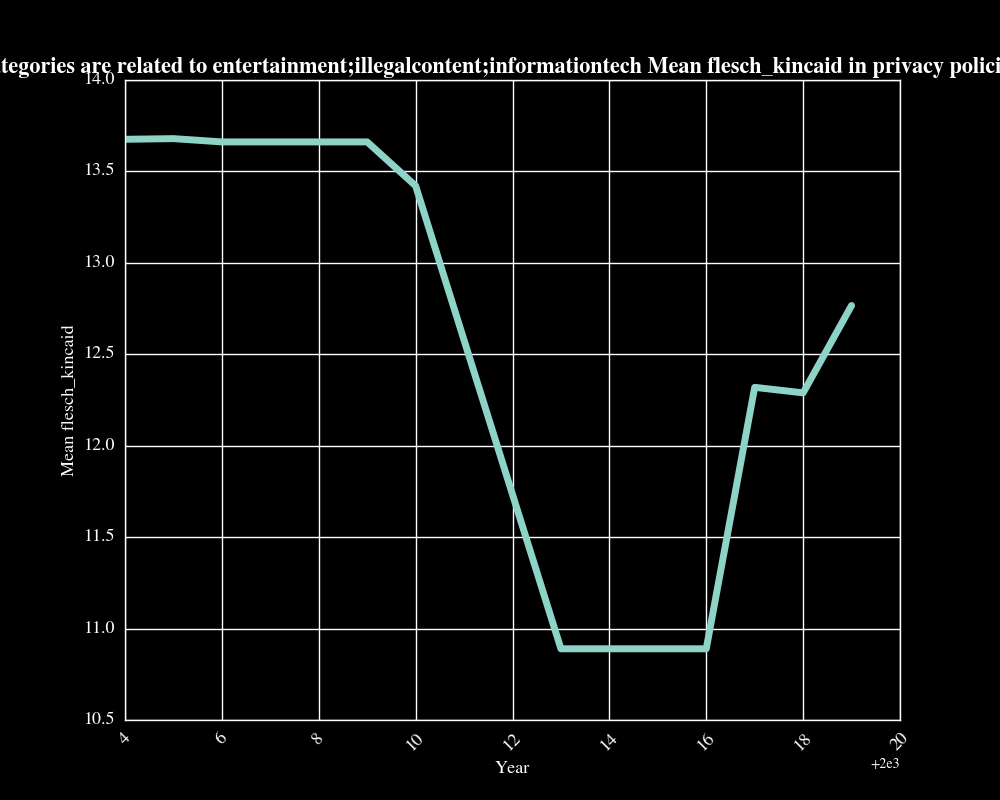 tegories are related to entertainment;illegalcontent;informationtech Mean flesch_kincaid in privacy polici
14.0
13.5
13.0
12.5
12.0
11.5
11.0
10.5
Mean flesch_kincaid
4 6 8 10 12 14 16 18 20
+2e3
Year